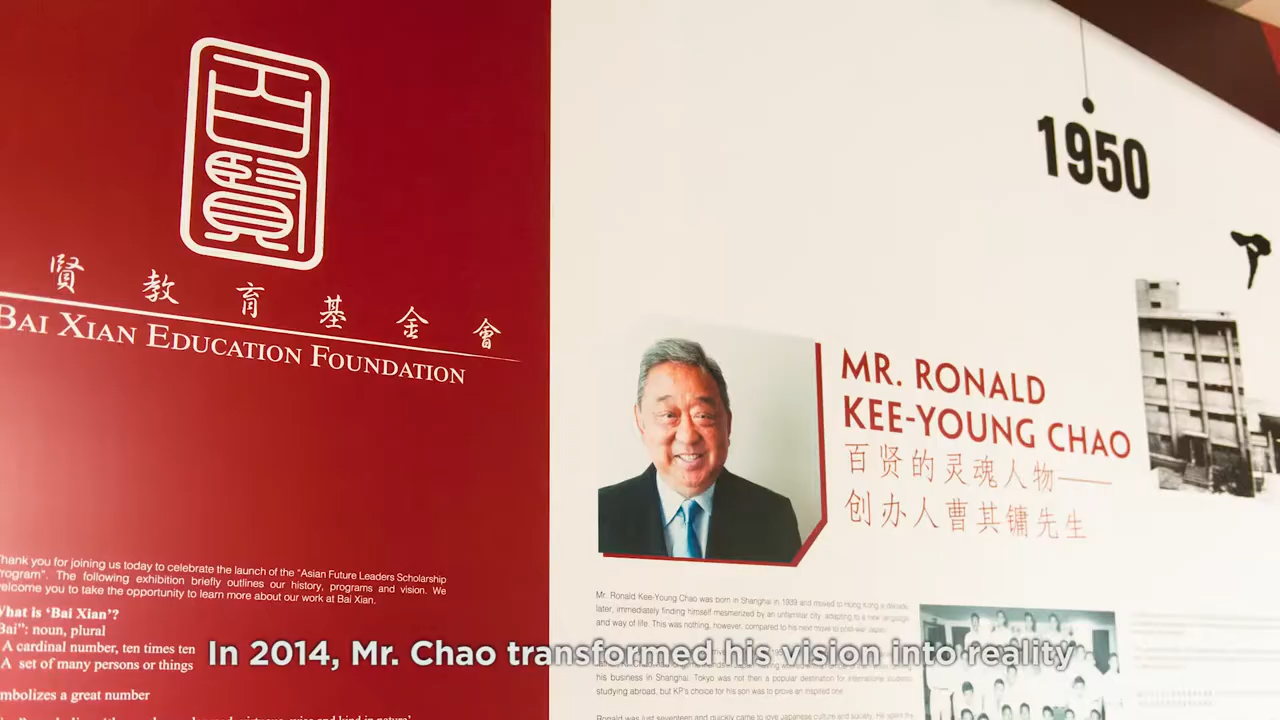 百賢
賢教育基金會
BAI XIAN EDUCATION FOUNDATION
Thank you for joining us today to celebrate the launch of the "Asian Future Leaders Scholarship
Program". The following exhibition briefly outlines our history, programs and vision. We
welcome you to take the opportunity to learn more about our work at Bai Xian.
What is 'Bai Xian'?
Bai": noun, plural
A cardinal number, ten times ten
A set of many persons or things
mbolizes a great number
1950
MR. RONALD
KEE-YOUNG CHAO
百贤的灵魂人物——
创办人曹其镛先生
Mr. Ronald Kee-Young Chao was born in Shanghai in 1939 and moved to Hong Kong a decade
later, immediately finding himself mesmerized by an unfamiliar city, adapting to a new language
and way of life. This was nothing, however, compared to his next move to post-war Japan.
his business in Shanghai. Tokyo was not then a popular destination for international students
studying abroad, but KP's choice for his son was to prove an inspired one
Ronald was just seventeen and quickly came to love Japanese culture and society. He spent the
In 2014, Mr. Chao transformed his vision into reality